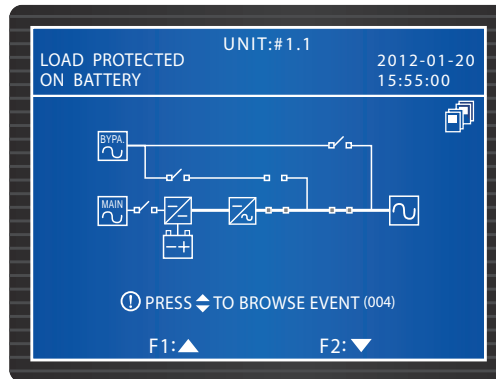 UNIT:#1.1
LOAD PROTECTED
ON BATTERY
2012-01-20
15:55:00
BYPA.
MAIN
PRESS TO BROWSE EVENT (004)
F1:
F2: